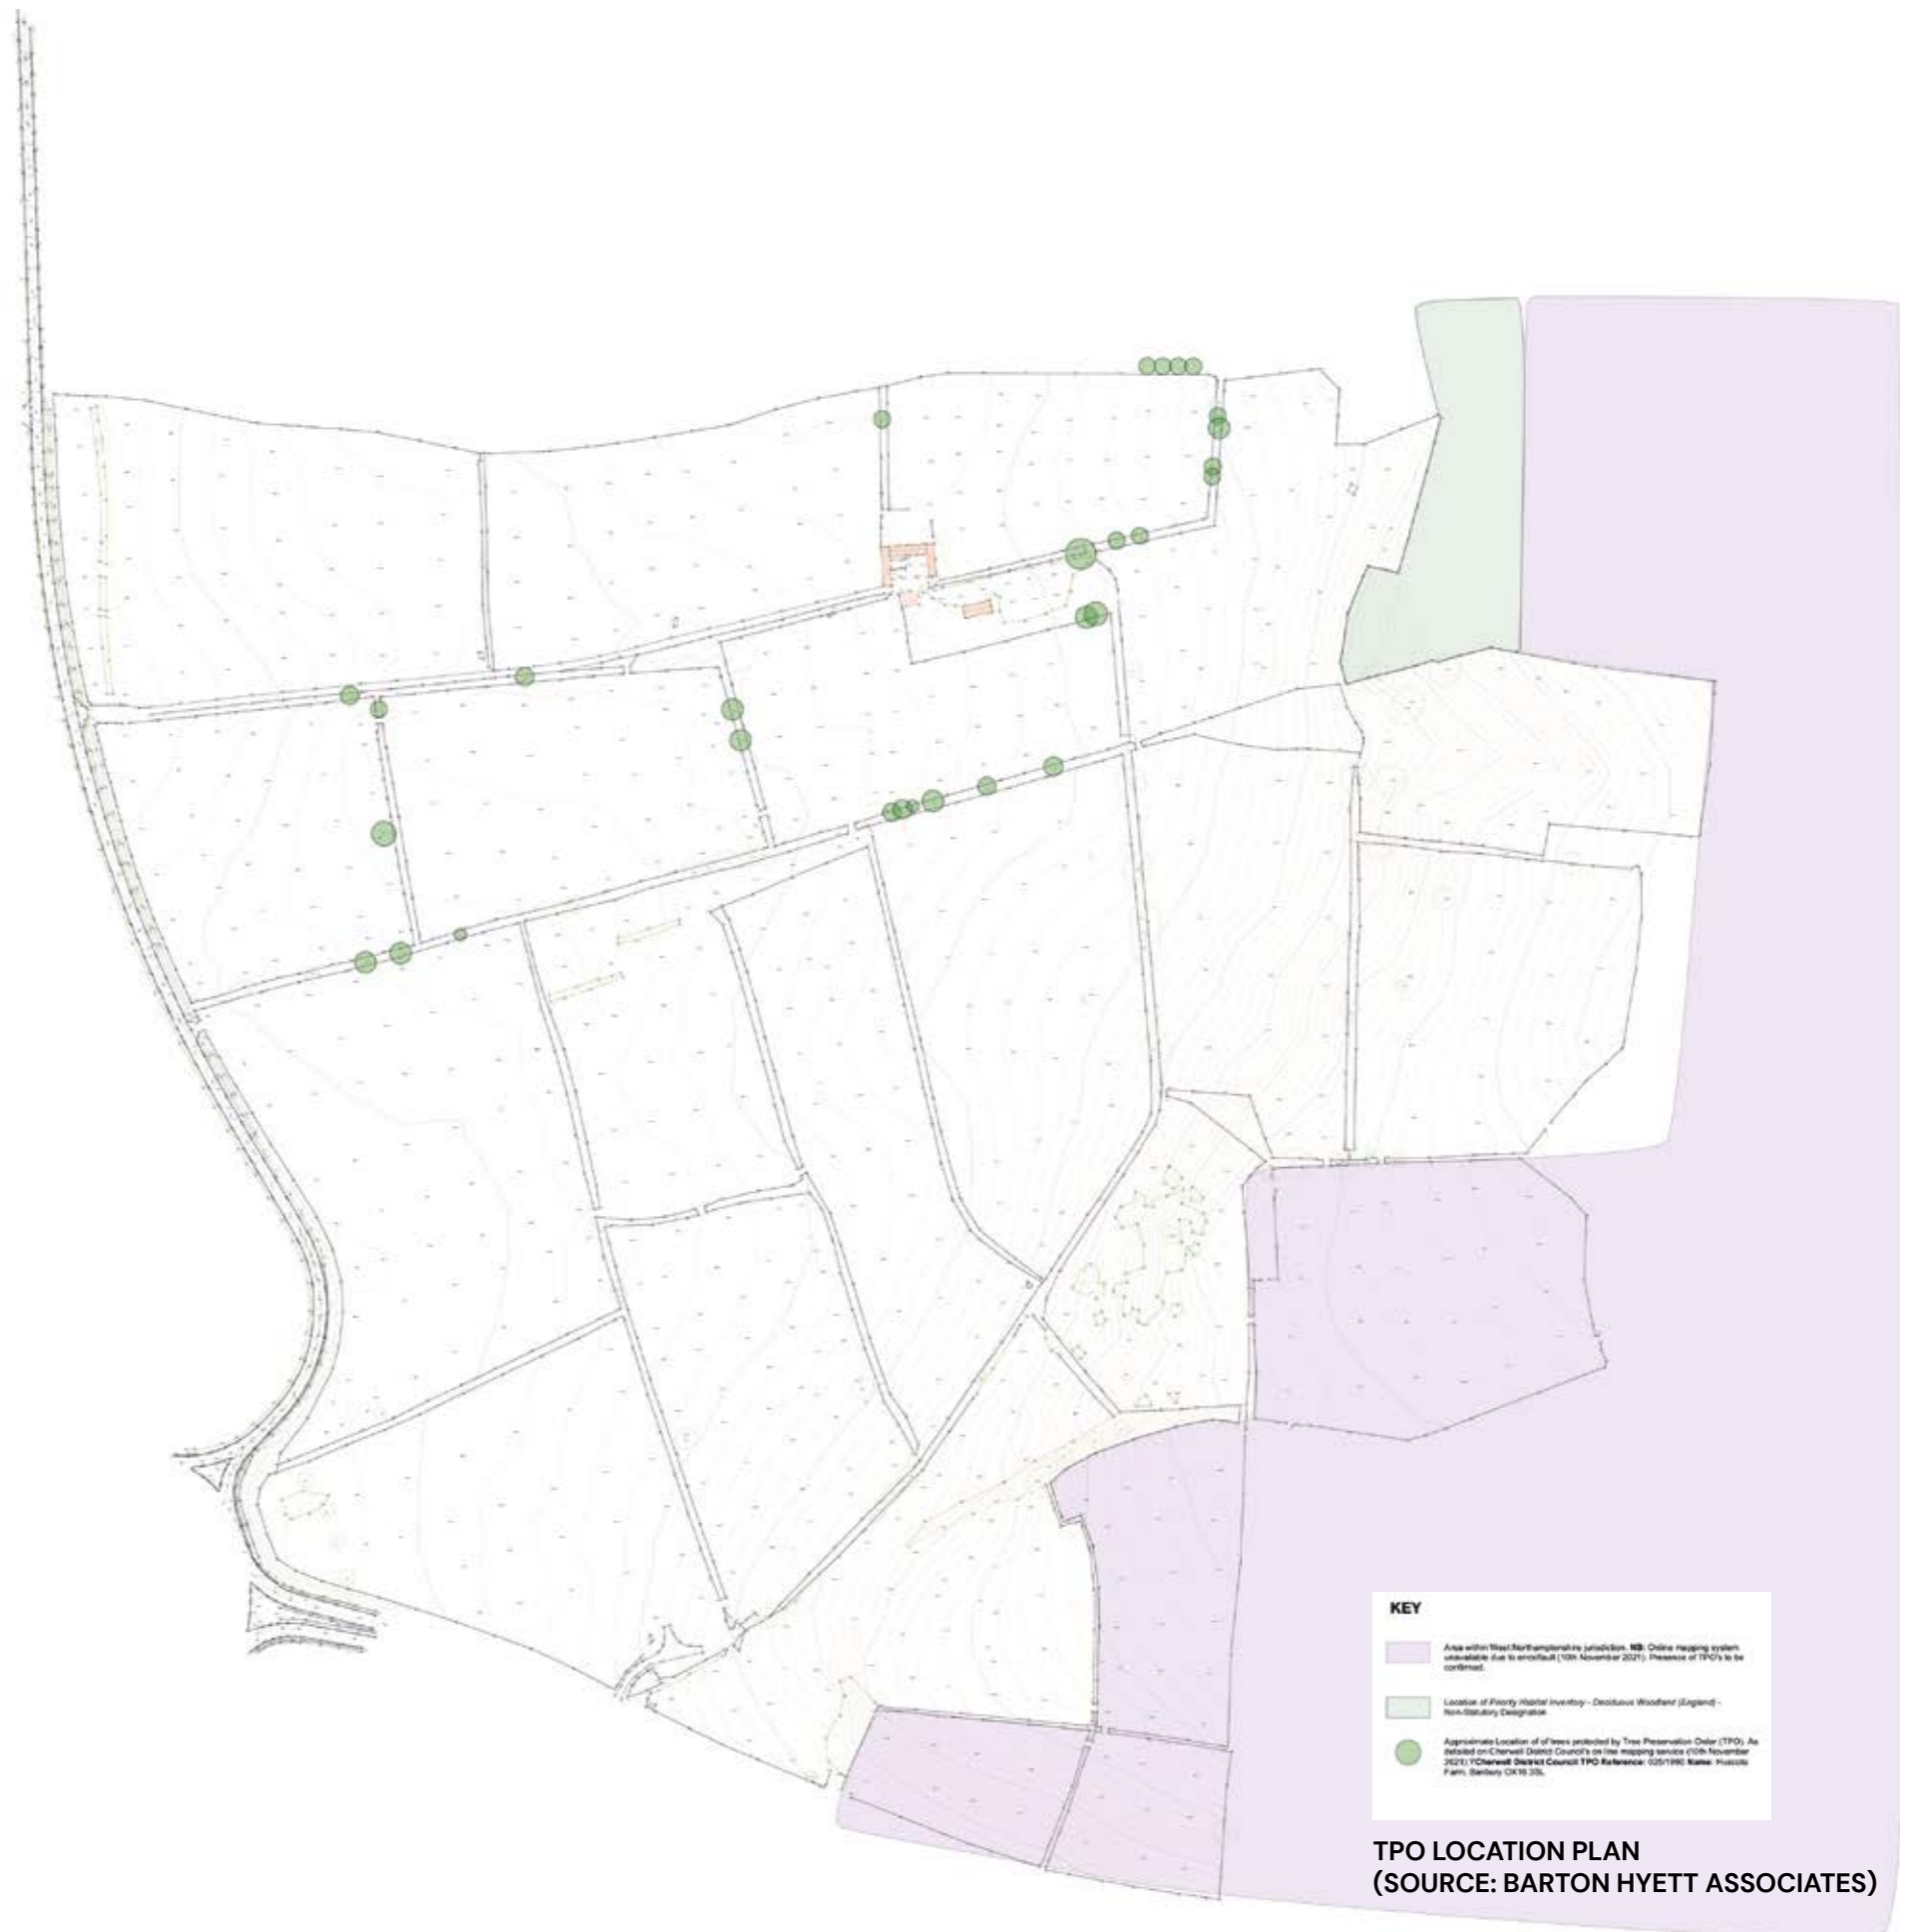 KEY
Area within West Northamptonshire jurisdiction. NB: Online mapping system
unavailable due to error/fault (10th November 2021). Presence of TPO's to be
confirmed.
Location of Priority Habitat Inventory - Deciduous Woodland (England) -
Non-Statutory Designation
Approximate Location of of trees protected by Tree Preservation Order (TPO). As
detailed on Cherwell District Council's on line mapping service (10th November
2021). Cherwell District Council TPO Reference: Name: Huscote
Farm, Banbury OX16 3SL
TPO LOCATION PLAN
(SOURCE: BARTON HYETT ASSOCIATES)